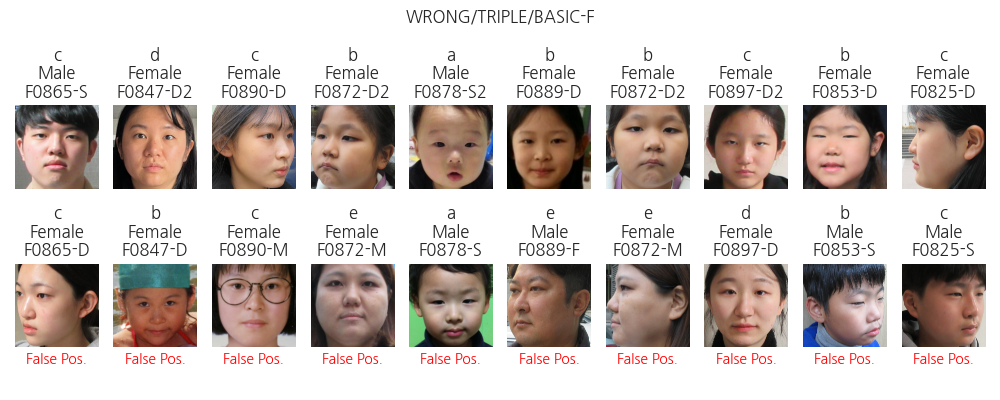 WRONG/TRIPLE/BASIC-F
c d c b a b b c b c
Male Female Female Female Male Female Female Female Female Female
F0865-S F0847-D2 F0890-D F0872-D2 F0878-S2 F0889-D F0872-D2 F0897-D2 F0853-D F0825-D
c b c e a e e d b c
Female Female Female Female Male Male Female Female Male Male
F0865-D F0847-D F0890-M F0872-M F0878-S F0889-F F0872-M F0897-D F0853-S F0825-S
False Pos. False Pos. False Pos. False Pos. False Pos. False Pos. False Pos. False Pos. False Pos. False Pos.